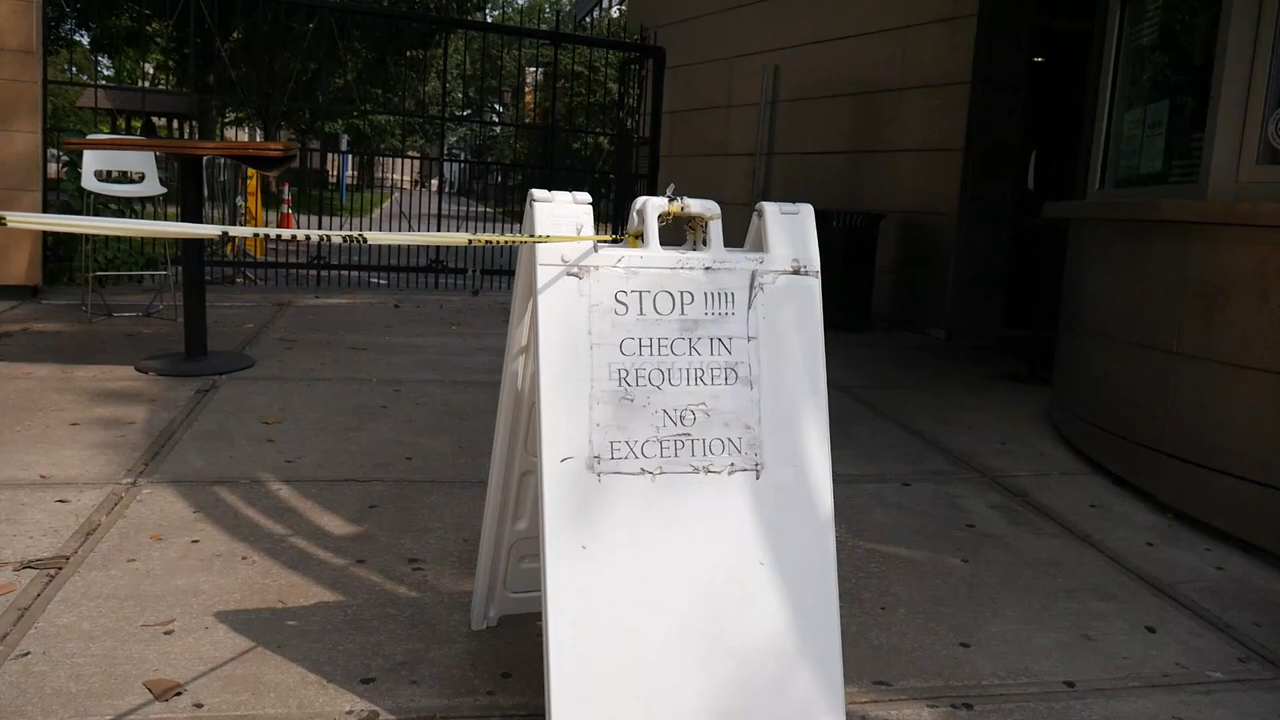 STOP !!!!!
CHECK IN
REQUIRED
NO
EXCEPTION